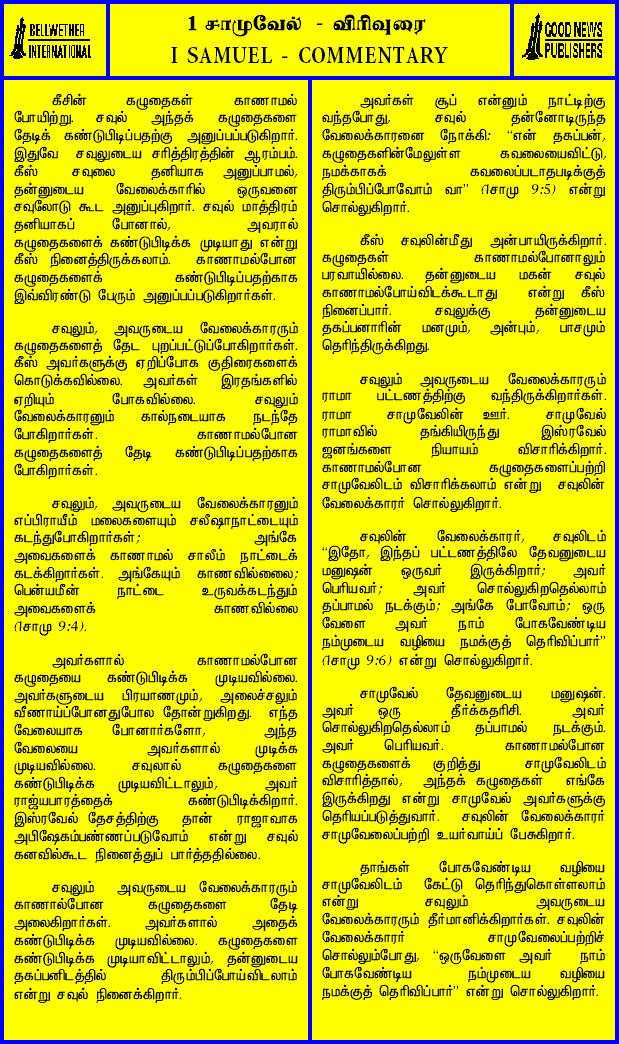 BELLWETHER
INTERNATIONAL
1 சாமுவேல் - விரிவுரை
I SAMUEL - COMMENTARY
GOOD NEWS
PUBLISHERS
கீசின் கழுதைகள் காணாமல்
போயிற்று. சவுல் அந்தக் கழுதைகளை
தேடிக் கண்டுபிடிப்பதற்கு அனுப்பப்படுகிறார்.
இதுவே சவுலுடைய சரித்திரத்தின் ஆரம்பம்.
கீஸ் சவுலை தனியாக அனுப்பாமல்,
தன்னுடைய வேலைக்காரில் ஒருவனை
சவுலோடு கூட அனுப்புகிறார். சவுல் மாத்திரம்
தனியாகப் போனால், அவரால்
கழுதைகளைக் கண்டுபிடிக்க முடியாது என்று
கீஸ் நினைத்திருக்கலாம். காணாமல்போன
கழுதைகளைக் கண்டுபிடிப்பதற்காக
இவ்விரண்டு பேரும் அனுப்பப்படுகிறார்கள்.
சவுலும், அவருடைய வேலைக்காரரும்
கழுதைகளைத் தேட புறப்பட்டுப்போகிறார்கள்.
கீஸ் அவர்களுக்கு ஏறிப்போக குதிரைகளைக்
கொடுக்கவில்லை. அவர்கள் இரதங்களில்
ஏறியும் போகவில்லை. சவுலும்
வேலைக்காரனும் கால்நடையாக நடந்தே
போகிறார்கள். காணாமல்போன
கழுதைகளைத் தேடி கண்டுபிடிப்பதற்காக
போகிறார்கள்.
சவுலும், அவருடைய வேலைக்காரனும்
எப்பிராயீம் மலைகளையும் சலீஷாநாட்டையும்
கடந்துபோகிறார்கள்; அங்கே
அவைகளைக் காணாமல் சாலீம் நாட்டைக்
கடக்கிறார்கள். அங்கேயும் காணவில்லைை;
பென்யமீன் நாட்டை உருவக்கடந்தும்
அவைகளைக் காணவில்லை
(1சாமு 9:4).
அவர்களால் காணாமல்போன
கழுதையை கண்டுபிடிக்க முடியவில்லை.
அவர்களுடைய பிரயாணமும், அலைச்சலும்
வீணாய்ப்போனதுபோல தோன்றுகிறது. எந்த
வேலையாக போனார்களோ, அந்த
வேலையை அவர்களால் முடிக்க
முடியவில்லை. சவுலால் கழுதைகளை
கண்டுபிடிக்க முடியவிட்டாலும், அவர்
ராஜ்யபாரத்தைக் கண்டுபிடிக்கிறார்.
இஸ்ரவேல் தேசத்திற்கு தான் ராஜாவாக
அபிஷேகம்பண்ணப்படுவோம் என்று சவுல்
கனவில்கூட நினைத்துப் பார்த்ததில்லை.
சவுலும் அவருடைய வேலைக்காரரும்
காணால்போன கழுதைகளை தேடி
அலைகிறார்கள். அவர்களால் அதைக்
கண்டுபிடிக்க முடியவில்லை. கழுதைகளை
கண்டுபிடிக்க முடியாவிட்டாலும், தன்னுடைய
தகப்பனிடத்தில் திரும்பிப்போய்விடலாம்
என்று சவுல் நினைக்கிறார்.
அவர்கள் சூப் என்னும் நாட்டிற்கு
வந்தபோது, சவுல் தன்னோடிருந்த
வேலைக்காரனை நோக்கி: “என் தகப்பன்,
கழுதைகளின்மேலுள்ள கவலையைவிட்டு,
நமக்காகக் கவலைப்படாதபடிக்குத்
திரும்பிப்போவோம் வா” (1சாமு 9:5) என்று
சொல்லுகிறார்.
கீஸ் சவுலின்மீது அன்பாயிருக்கிறார்.
கழுதைகள் காணாமல்போனாலும்
பரவாயில்லை. தன்னுடைய மகன் சவுல்
காணாமல்போய்விடக்கூடாது என்று கீஸ்
நினைப்பார். சவுலுக்கு தன்னுடைய
தகப்பனாரின் மனமும், அன்பும், பாசமும்
தெரிந்திருக்கிறது.
சவுலும் அவருடைய வேலைக்காரரும்
ராமா பட்டணத்திற்கு வந்திருக்கிறார்கள்.
ராமா சாமுவேலின் ஊர். சாமுவேல்
ராமாவில் தங்கியிருந்து இஸ்ரவேல்
ஜனங்களை நியாயம் விசாரிக்கிறார்.
காணாமல்போன கழுதைகளைப்பற்றி
சாமுவேலிடம் விசாரிக்கலாம் என்று சவுலின்
வேலைக்காரர் சொல்லுகிறார்.
சவுலின் வேலைக்காரர், சவுலிடம்
“இதோ, இந்தப் பட்டணத்திலே தேவனுடைய
மனுஷன் ஒருவர் இருக்கிறார்; அவர்
பெரியவர்; அவர் சொல்லுகிறதெல்லாம்
தப்பாமல் நடக்கும்; அங்கே போவோம்; ஒரு
வேளை அவர் நாம் போகவேண்டிய
நம்முடைய வழியை நமக்குத் தெரிவிப்பார்”
(1சாமு 9:6) என்று சொல்லுகிறார்.
சாமுவேல் தேவனுடைய மனுஷன்.
அவர் ஒரு தீர்க்கதரிசி. அவர்
சொல்லுகிறதெல்லாம் தப்பாமல் நடக்கும்.
அவர் பெரியவர். காணாமல்போன
கழுதைகளைக் குறித்து சாமுவேலிடம்
விசாரித்தால், அந்தக் கழுதைகள் எங்கே
இருக்கிறது என்று சாமுவேல் அவர்களுக்கு
தெரியப்படுத்துவார். சவுலின் வேலைக்காரர்
சாமுவேலைப்பற்றி உயர்வாய்ப் பேசுகிறார்.
தாங்கள் போகவேண்டிய வழியை
சாமுவேலிடம் கேட்டு தெரிந்துகொள்ளலாம்
என்று சவுலும் அவருடைய
வேலைக்காரரும் தீர்மானிக்கிறார்கள். சவுலின்
வேலைக்காரர் சாமுவேலைப்பற்றிச்
சொல்லும்போது, “ஒருவேளை அவர் நாம்
போகவேண்டிய நம்முடைய வழியை
நமக்குத் தெரிவிப்பார்” என்று சொல்லுகிறார்.